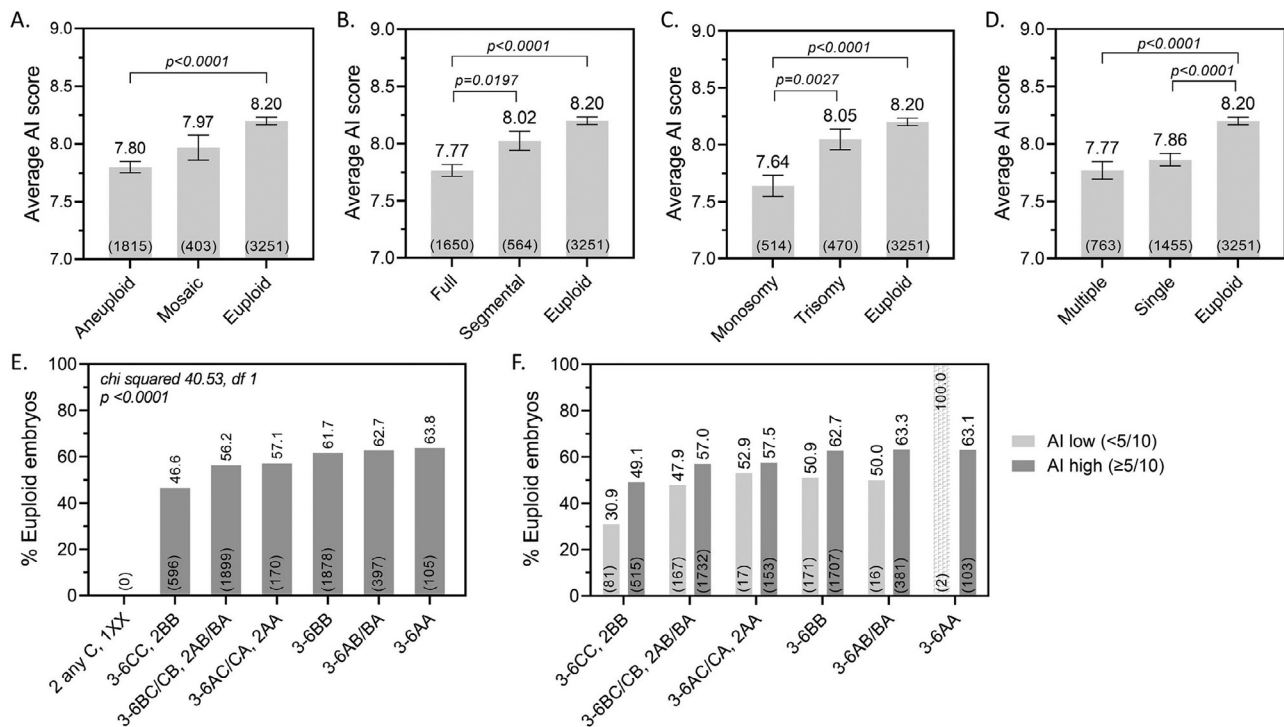 A.
Average AI score
9.0
8.5
8.0
7.5
7.0
p<0.0001
7.80
7.97
8.20
(1815)
(403)
(3251)
Aneuploid
Mosaic
Euploid
B.
Average AI score
9.0
8.5
8.0
7.5
7.0
p<0.0001
p=0.0197
7.77
8.02
8.20
(1650)
(564)
(3251)
Full
Segmental
Euploid
C.
Average AI score
9.0
8.5
8.0
7.5
7.0
p<0.0001
p=0.0027
7.64
8.05
8.20
(514)
(470)
(3251)
Monosomy
Trisomy
Euploid
D.
Average AI score
9.0
8.5
8.0
7.5
7.0
p<0.0001
p<0.0001
7.77
7.86
8.20
(763)
(1455)
(3251)
Multiple
Single
Euploid
E.
% Euploid embryos
100
80
60
40
20
0
chi squared 40.53, df 1
p <0.0001
46.6
56.2
57.1
61.7
62.7
63.8
(0)
(596)
(1899)
(170)
(1878)
(397)
(105)
2 any C, 1XX
3-6CC, 2BB
3-6BC/CB, 2AB/BA
3-6AC/CA, 2AA
3-6BB
3-6AB/BA
3-6AA
F.
% Euploid embryos
100
80
60
40
20
0
30.9
49.1
47.9
57.0
52.9
57.5
50.9
62.7
50.0
63.3
100.0
63.1
(81)
(515)
(167)
(1732)
(17)
(153)
(171)
(1707)
(16)
(381)
(2)
(103)
3-6CC, 2BB
3-6BC/CB, 2AB/BA
3-6AC/CA, 2AA
3-6BB
3-6AB/BA
3-6AA
AI low (<5/10)
AI high (≥5/10)